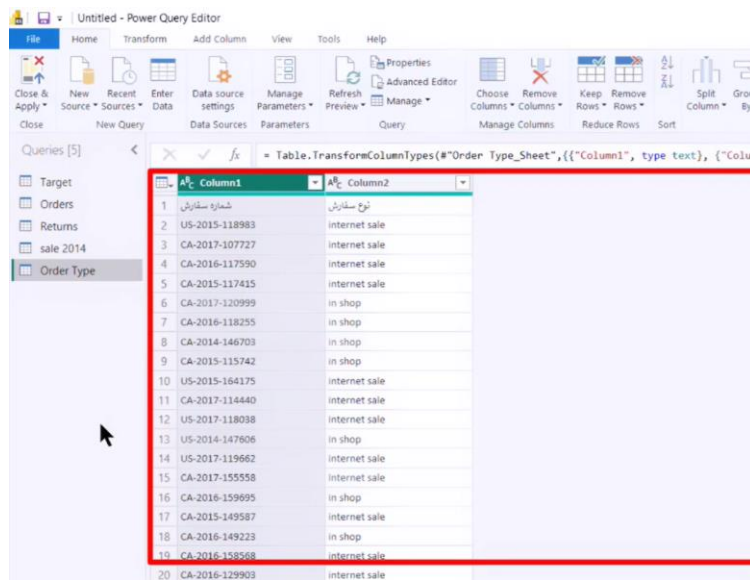 Untitled - Power Query Editor
File Home Transform Add Column View Tools Help
Close & Apply New Source Recent Sources Enter Data Data source settings Manage Parameters Refresh Preview Properties Advanced Editor Manage Choose Columns Remove Columns Keep Rows Remove Rows Split Column
Close New Query Data Sources Parameters Query Manage Columns Reduce Rows Sort
Queries [5]
fx = Table.TransformColumnTypes(#"Order Type_Sheet",{{"Column1", type text}, {"Colu
Target
Orders
Returns
sale 2014
Order Type
Column1 Column2
1 شماره سفارش نوع سفارش
2 US-2015-118983 internet sale
3 CA-2017-107727 internet sale
4 CA-2016-117590 internet sale
5 CA-2015-117415 internet sale
6 CA-2017-120999 in shop
7 CA-2016-118255 in shop
8 CA-2014-146703 in shop
9 CA-2015-115742 in shop
10 US-2015-164175 internet sale
11 CA-2017-114440 internet sale
12 US-2017-118038 internet sale
13 US-2014-147606 in shop
14 US-2017-119662 internet sale
15 CA-2017-155558 internet sale
16 CA-2016-159695 in shop
17 CA-2015-149587 internet sale
18 CA-2016-149223 in shop
19 CA-2016-158568 internet sale
20 CA-2016-129903 internet sale